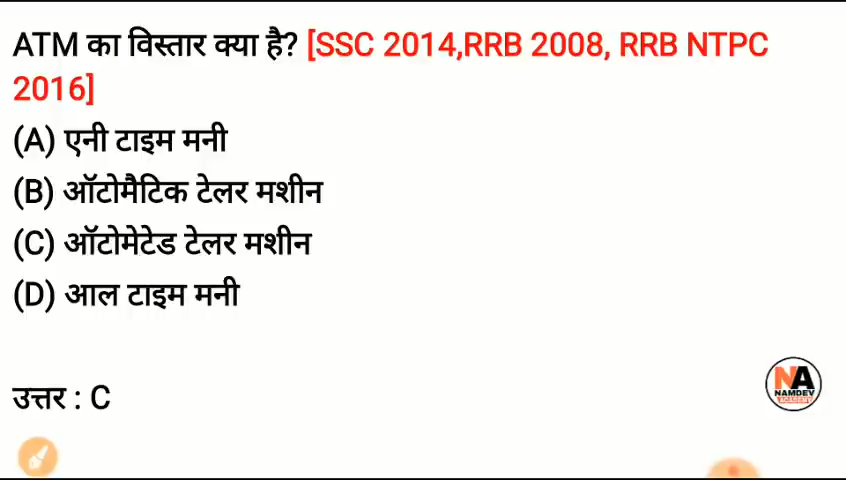 ATM का विस्तार क्या है? [SSC 2014,RRB 2008, RRB NTPC
2016]
(A) एनी टाइम मनी
(B) ऑटोमैटिक टेलर मशीन
(C) ऑटोमेटेड टेलर मशीन
(D) आल टाइम मनी
उत्तर : C
NA
NAMDEV
ACADEMY